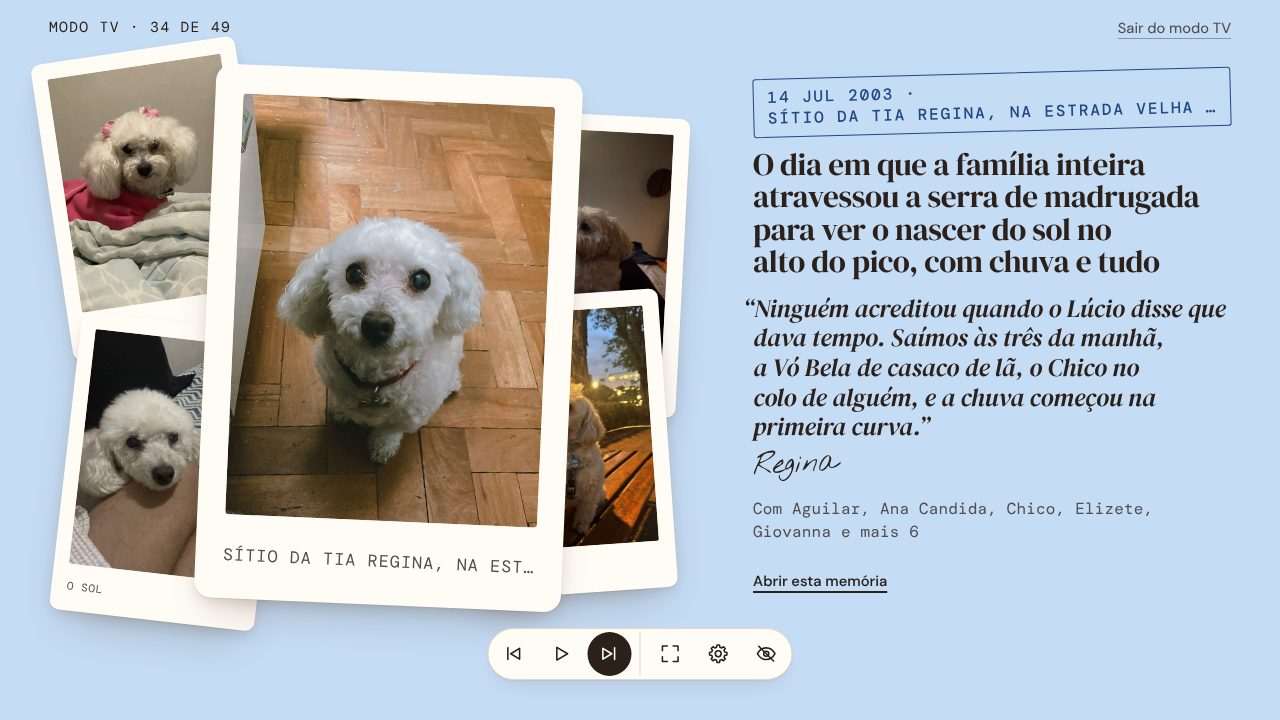 MODO TV · 34 DE 49
Sair do modo TV
14 JUL 2003 ·
SÍTIO DA TIA REGINA, NA ESTRADA VELHA …
O dia em que a família inteira
atravessou a serra de madrugada
para ver o nascer do sol no
alto do pico, com chuva e tudo
“Ninguém acreditou quando o Lúcio disse que
dava tempo. Saímos às três da manhã,
a Vó Bela de casaco de lã, o Chico no
colo de alguém, e a chuva começou na
primeira curva.”
Regina
Com Aguilar, Ana Candida, Chico, Elizete,
Giovanna e mais 6
Abrir esta memória
SÍTIO DA TIA REGINA, NA EST…
O SOL